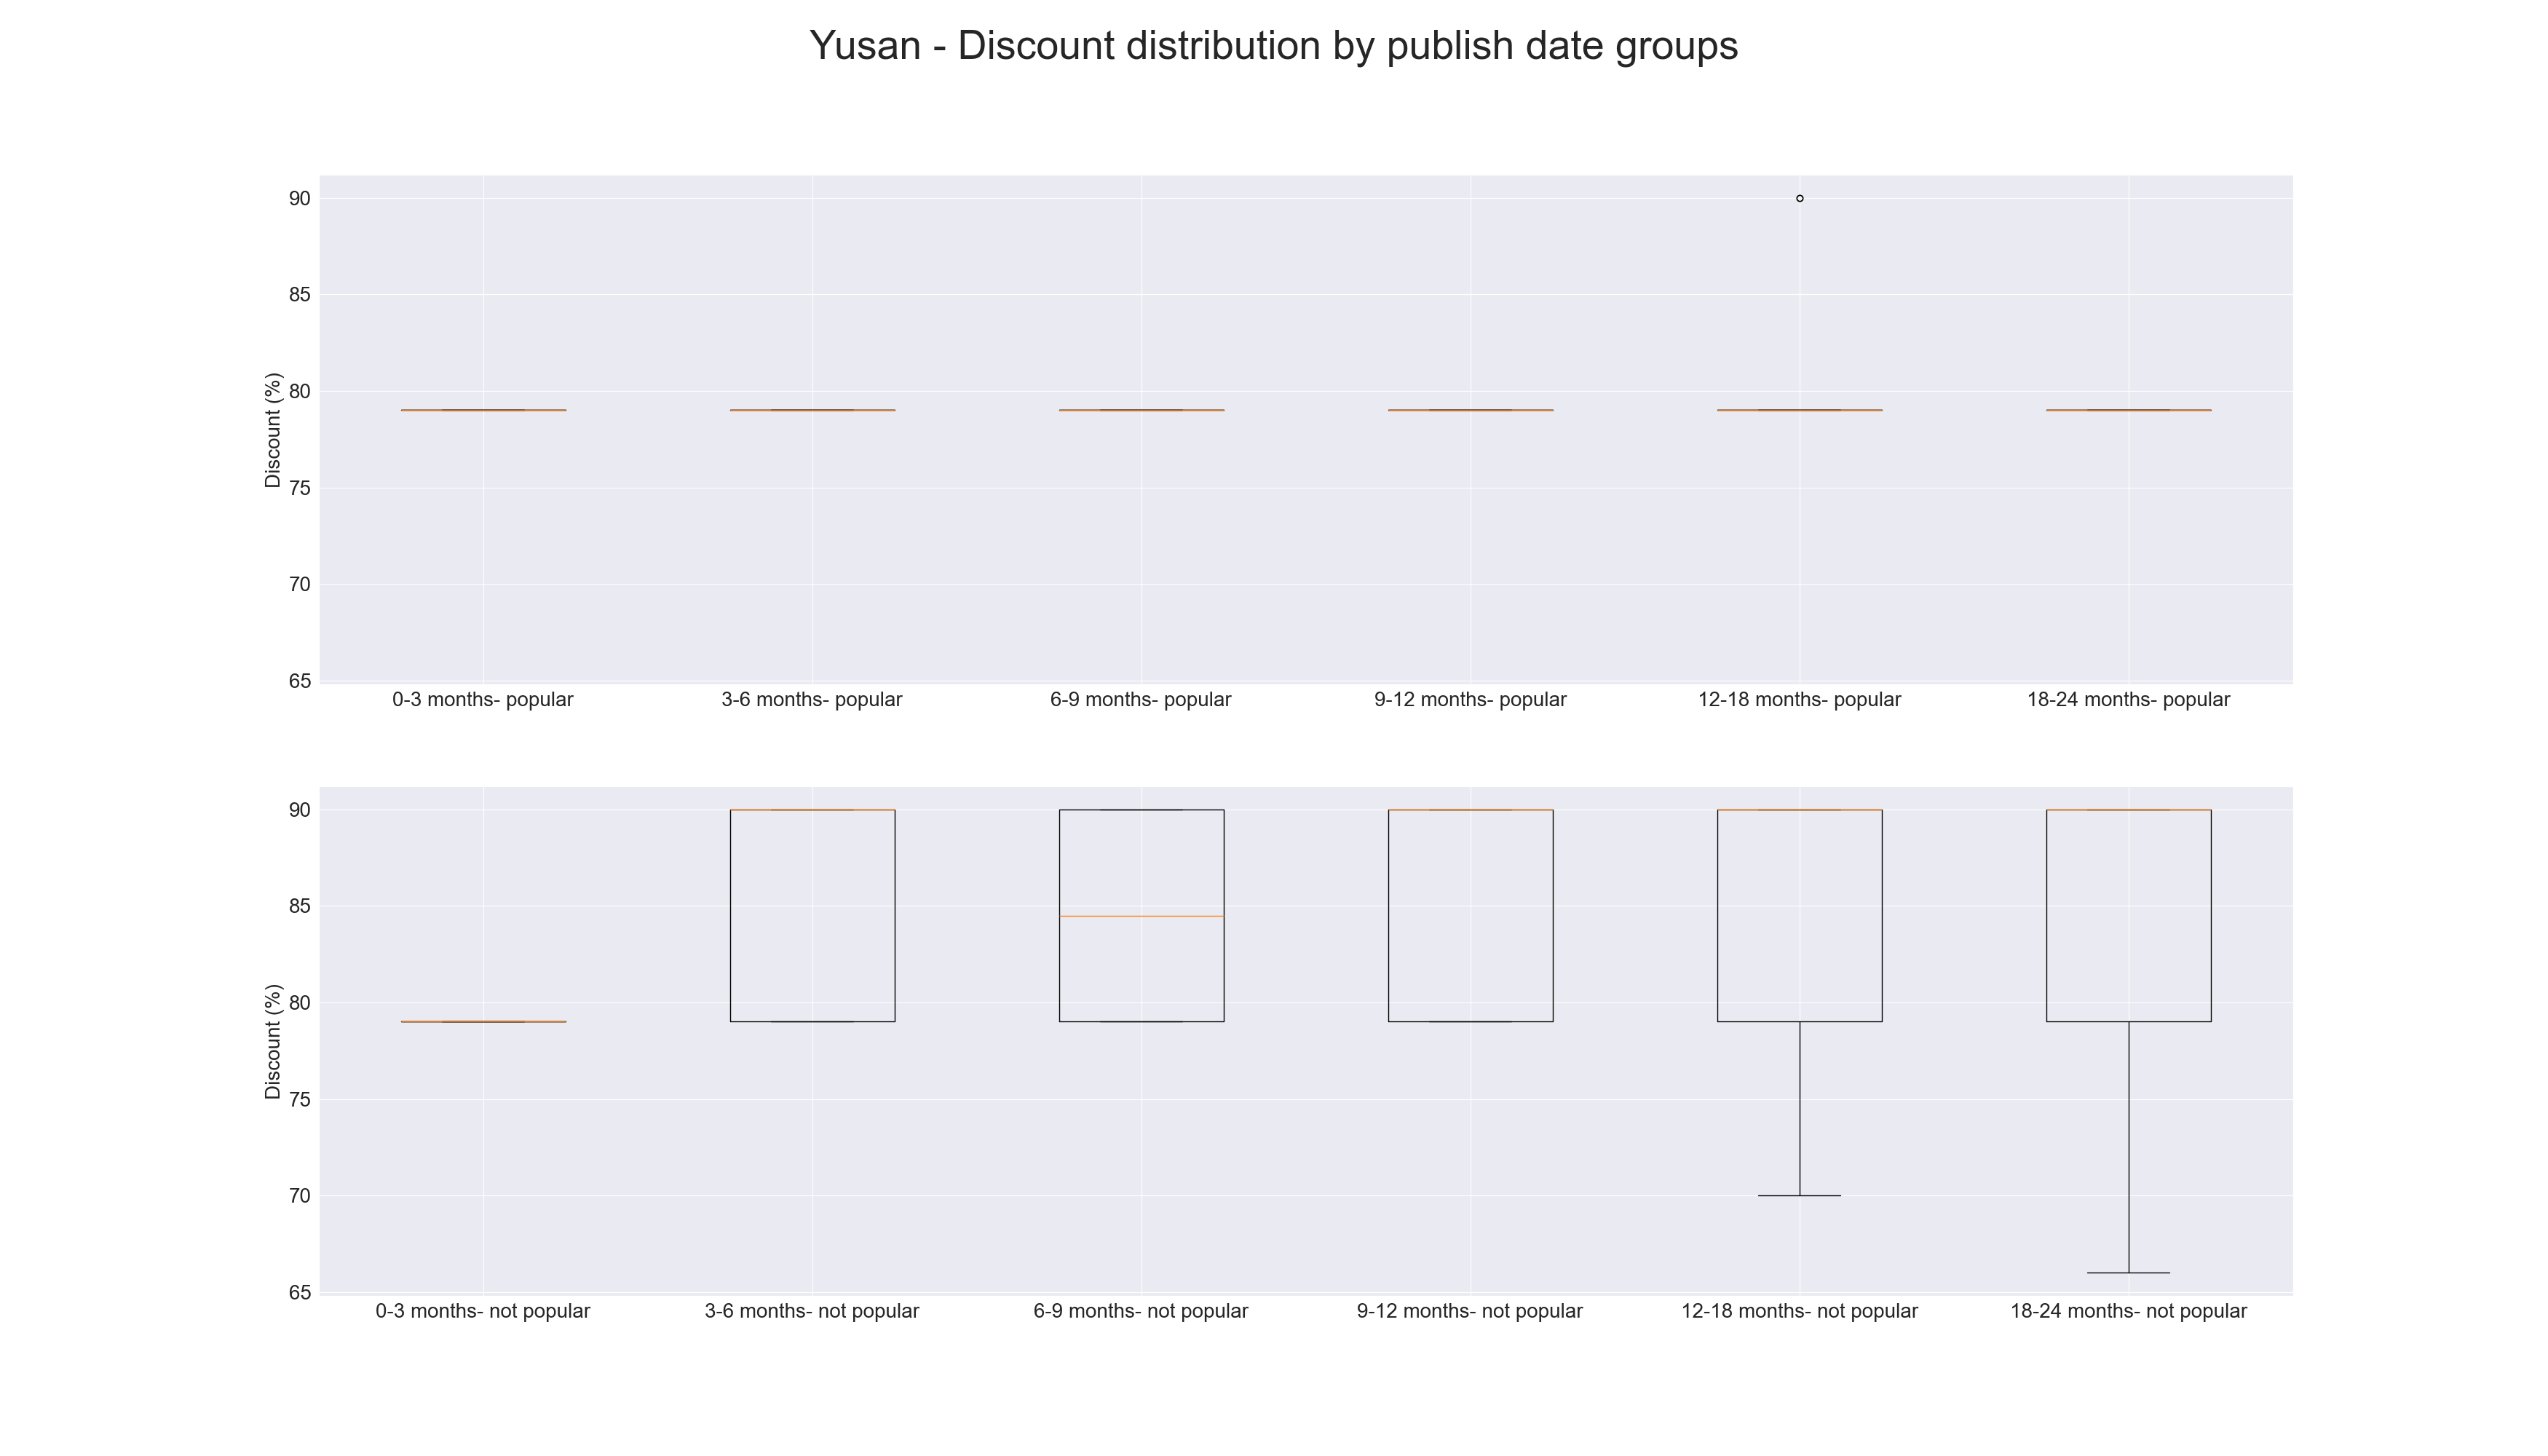 Yusan - Discount distribution by publish date groups
Discount (%)
90
85
80
75
70
65
0-3 months- popular 3-6 months- popular 6-9 months- popular 9-12 months- popular 12-18 months- popular 18-24 months- popular
Discount (%)
90
85
80
75
70
65
0-3 months- not popular 3-6 months- not popular 6-9 months- not popular 9-12 months- not popular 12-18 months- not popular 18-24 months- not popular